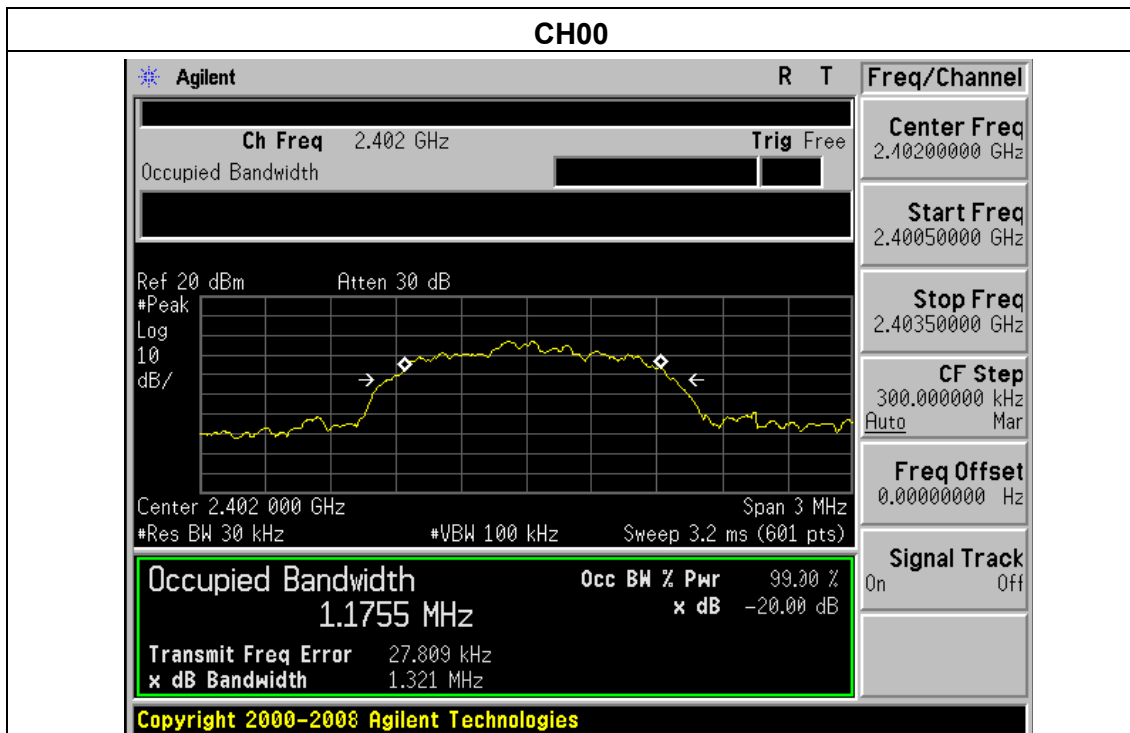 CH00
Agilent R T Freq/Channel
Ch Freq 2.402 GHz Trig Free
Occupied Bandwidth
Center Freq
2.40200000 GHz
Start Freq
2.40050000 GHz
Stop Freq
2.40350000 GHz
CF Step
300.000000 kHz
Auto Mar
Freq Offset
0.00000000 Hz
Signal Track
On Off
Ref 20 dBm Atten 30 dB
#Peak
Log
10
dB/
Center 2.402 000 GHz Span 3 MHz
#Res BW 30 kHz #VBW 100 kHz Sweep 3.2 ms (601 pts)
Occupied Bandwidth Occ BW % Pwr 99.00 %
1.1755 MHz x dB -20.00 dB
Transmit Freq Error 27.809 kHz
x dB Bandwidth 1.321 MHz
Copyright 2000-2008 Agilent Technologies